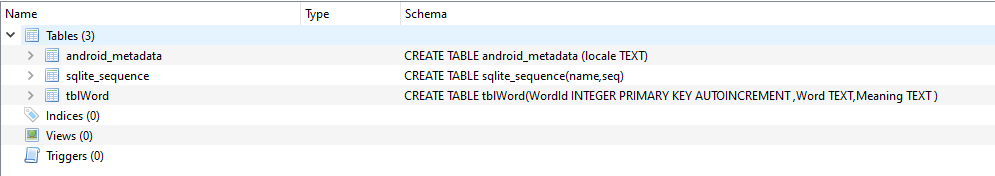 Name Type Schema
Tables (3)
android_metadata CREATE TABLE android_metadata (locale TEXT)
sqlite_sequence CREATE TABLE sqlite_sequence(name,seq)
tblWord CREATE TABLE tblWord(WordId INTEGER PRIMARY KEY AUTOINCREMENT ,Word TEXT,Meaning TEXT )
Indices (0)
Views (0)
Triggers (0)